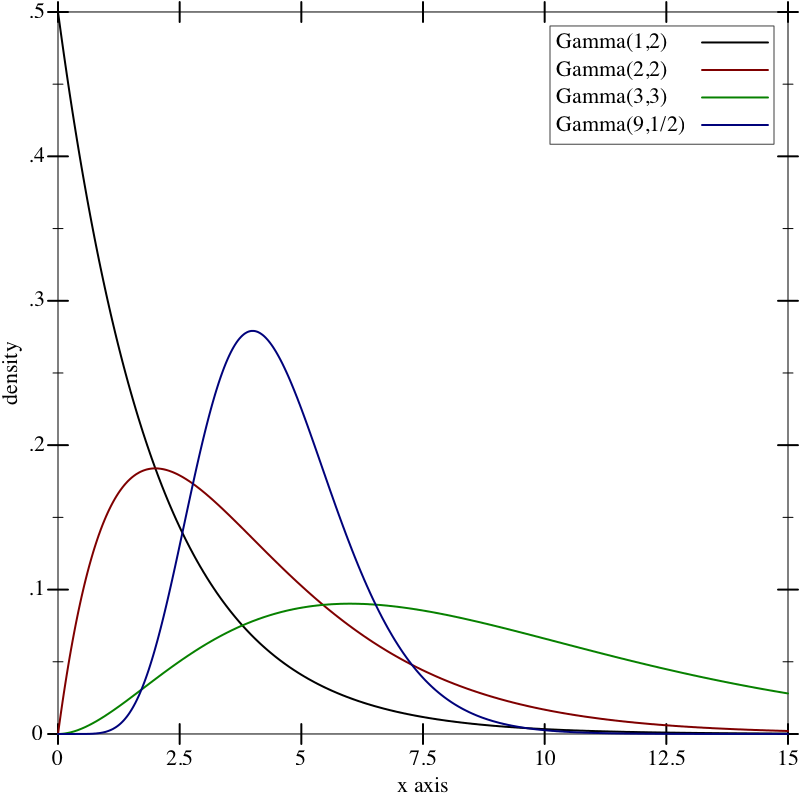 .5
.4
.3
.2
.1
0
density
Gamma(1,2)
Gamma(2,2)
Gamma(3,3)
Gamma(9,1/2)
0 2.5 5 7.5 10 12.5 15
x axis